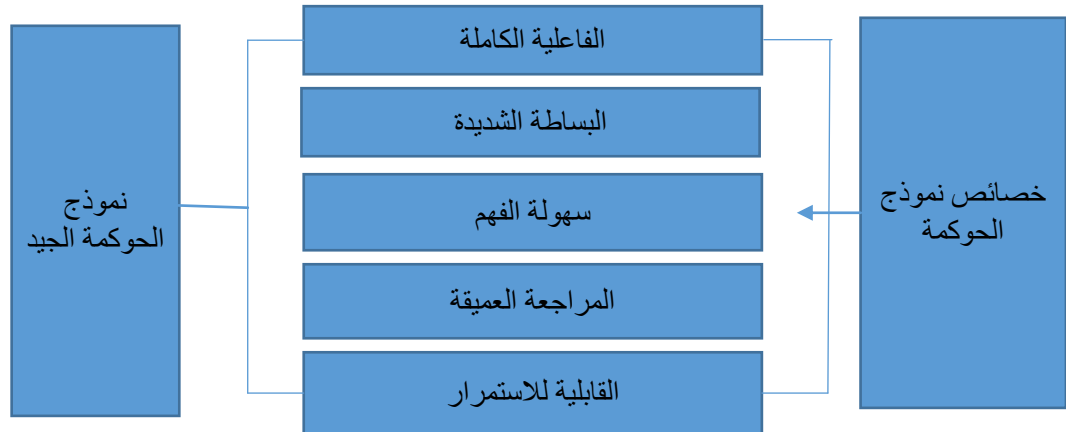 خصائص نموذج
الحوكمة
الفاعلية الكاملة
البساطة الشديدة
سهولة الفهم
المراجعة العميقة
القابلية للاستمرار
نموذج
الحوكمة الجيد